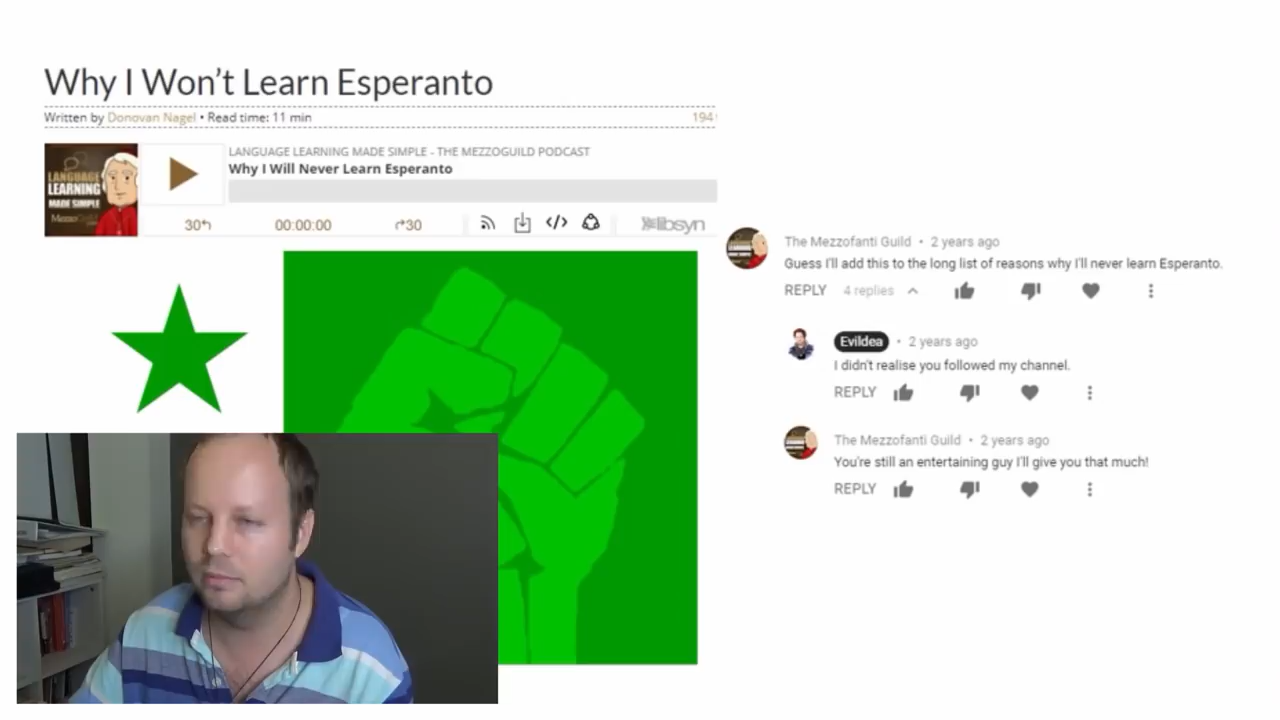 Why I Won't Learn Esperanto
Written by Donovan Nagel • Read time: 11 min
194
LANGUAGE LEARNING MADE SIMPLE - THE MEZZOGUILD PODCAST
Why I Will Never Learn Esperanto
LANGUAGE
LEARNING
MADE SIMPLE
30
00:00:00
30
libsyn
The Mezzofanti Guild • 2 years ago
Guess I'll add this to the long list of reasons why I'll never learn Esperanto.
REPLY 4 replies
Evildea • 2 years ago
I didn't realise you followed my channel.
REPLY
The Mezzofanti Guild • 2 years ago
You're still an entertaining guy I'll give you that much!
REPLY